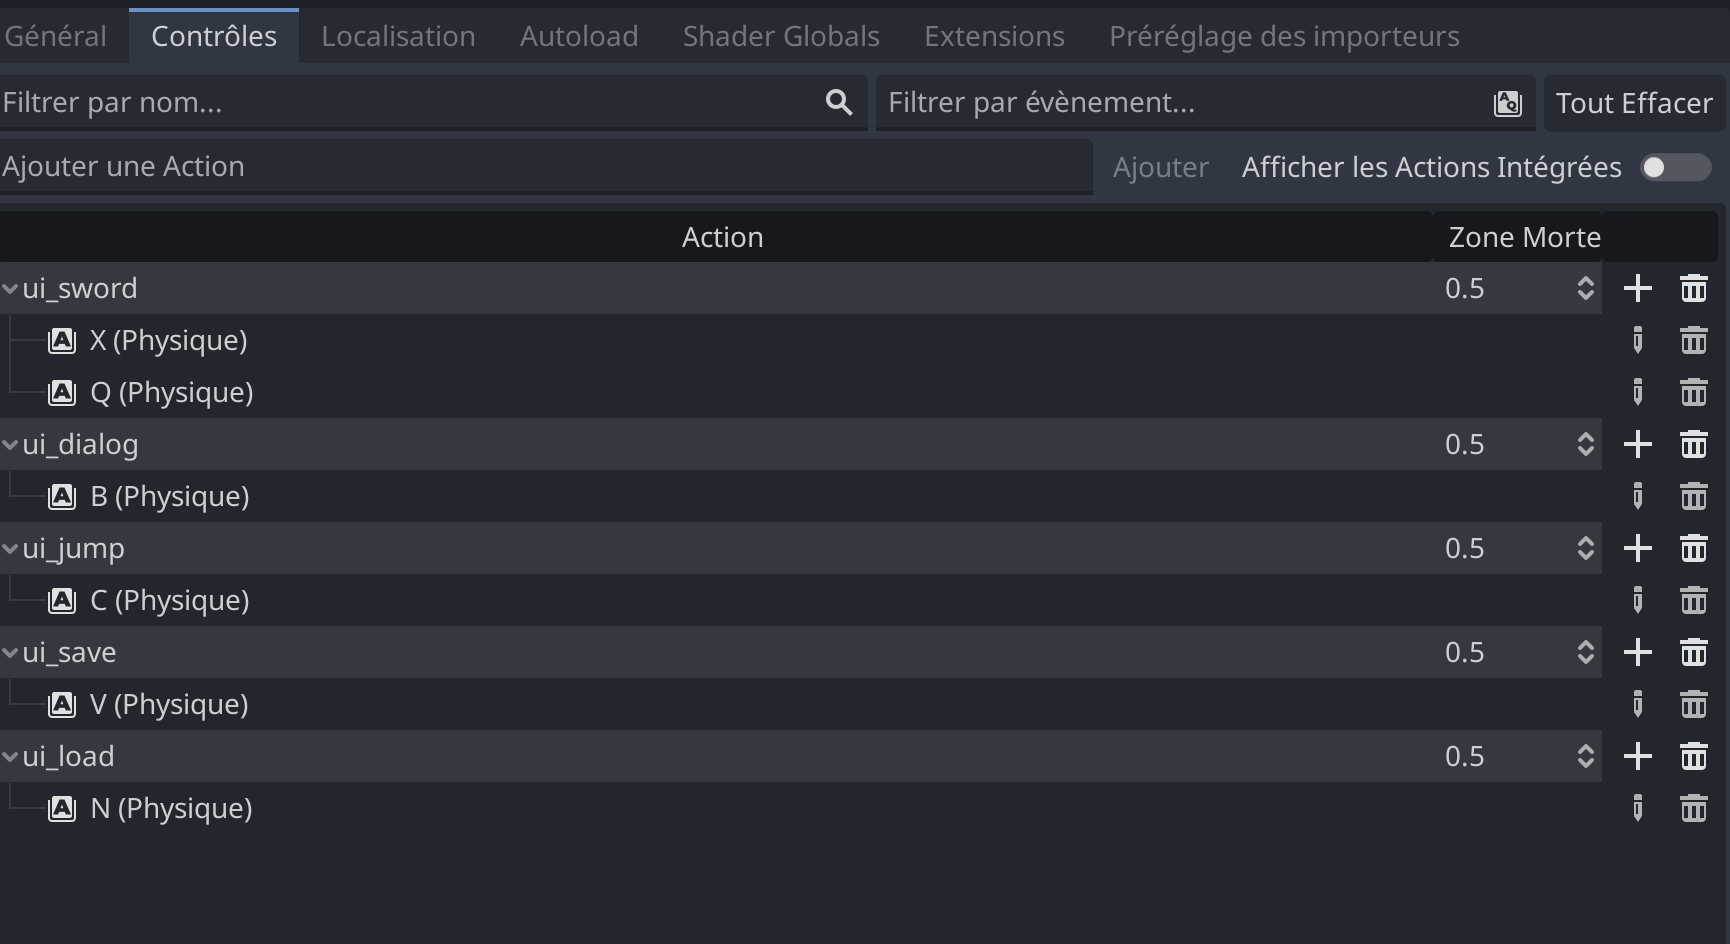 Général Contrôles Localisation Autoload Shader Globals Extensions Préréglage des importeurs
Filtrer par nom... Filtrer par évènement... Tout Effacer
Ajouter une Action Ajouter Afficher les Actions Intégrées
Action Zone Morte
ui_sword 0.5
X (Physique)
Q (Physique)
ui_dialog 0.5
B (Physique)
ui_jump 0.5
C (Physique)
ui_save 0.5
V (Physique)
ui_load 0.5
N (Physique)